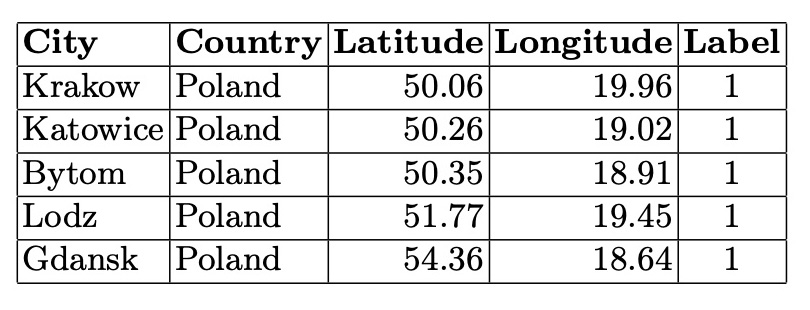 City Country Latitude Longitude Label
Krakow Poland 50.06 19.96 1
Katowice Poland 50.26 19.02 1
Bytom Poland 50.35 18.91 1
Lodz Poland 51.77 19.45 1
Gdansk Poland 54.36 18.64 1